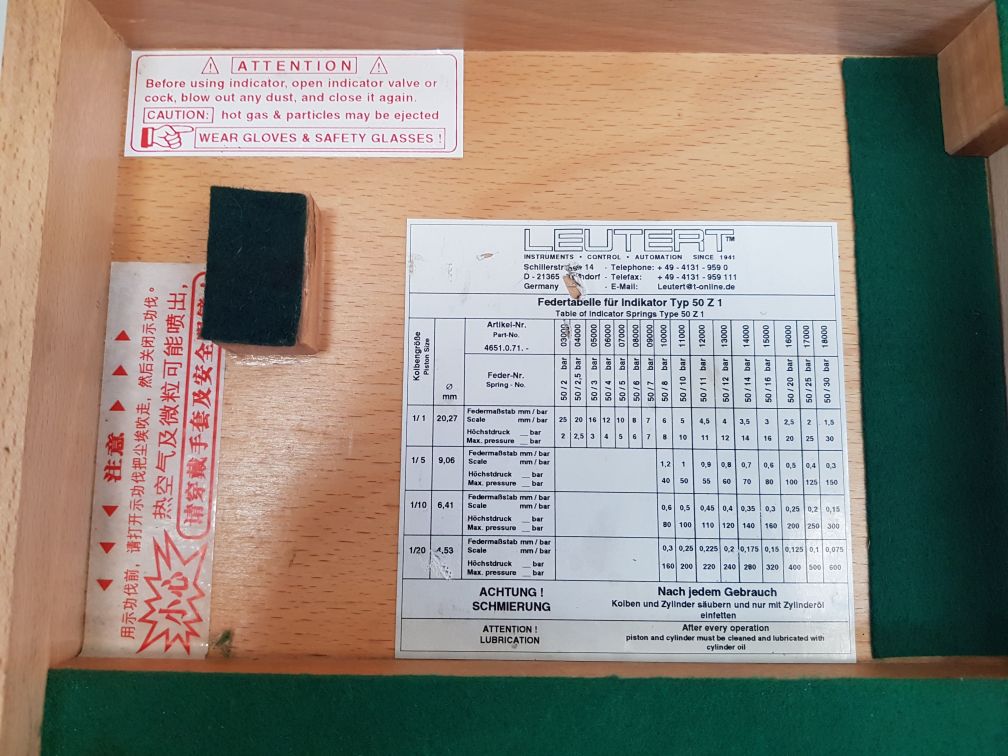 ATTENTION
Before using indicator, open indicator valve or
cock, blow out any dust, and close it again.
CAUTION: hot gas & particles may be ejected
WEAR GLOVES & SAFETY GLASSES !
注意
用示功伐前，请打开示功伐把尘埃吹走，然后关闭示功伐。
小心
热空气及微粒可能喷出，
请穿戴手套及安全
LEUTERT TM
INSTRUMENTS • CONTROL • AUTOMATION SINCE 1941
14 - Telephone: + 49 - 4131 - 959 0
D - 21365 - Telefax: + 49 - 4131 - 959 111
Germany - E-Mail: Leutert@t-online.de
Federtabelle für Indikator Typ 50 Z 1
Table of Indicator Springs Type 50 Z 1
Kolbengröße
Piston Size
Ø
mm
Artikel-Nr.
Part-No.
4651.0.71. -
03000 04000 05000 06000 07000 08000 09000 10000 11000 12000 13000 14000 15000 16000 17000 18000
Feder-Nr.
Spring - No.
50 / 2 bar 50 / 2,5 bar 50 / 3 bar 50 / 4 bar 50 / 5 bar 50 / 6 bar 50 / 7 bar 50 / 8 bar 50 / 10 bar 50 / 11 bar 50 / 12 bar 50 / 14 bar 50 / 16 bar 50 / 20 bar 50 / 25 bar 50 / 30 bar
1/ 1 20,27
Federmaßstab mm / bar
Scale mm / bar 25 20 16 12 10 8 7 6 5 4,5 4 3,5 3 2,5 2 1,5
Höchstdruck __ bar
Max. pressure __ bar 2 2,5 3 4 5 6 7 8 10 11 12 14 16 20 25 30
1/ 5 9,06
Federmaßstab mm / bar
Scale mm / bar 1,2 1 0,9 0,8 0,7 0,6 0,5 0,4 0,3
Höchstdruck __ bar
Max. pressure __ bar 40 50 55 60 70 80 100 125 150
1/10 6,41
Federmaßstab mm / bar
Scale mm / bar 0,6 0,5 0,45 0,4 0,35 0,3 0,25 0,2 0,15
Höchstdruck __ bar
Max. pressure __ bar 80 100 110 120 140 160 200 250 300
1/20 4,53
Federmaßstab mm / bar
Scale mm / bar 0,3 0,25 0,225 0,2 0,175 0,15 0,125 0,1 0,075
Höchstdruck __ bar
Max. pressure __ bar 160 200 220 240 280 320 400 500 600
ACHTUNG !
SCHMIERUNG
Nach jedem Gebrauch
Kolben und Zylinder säubern und nur mit Zylinderöl
einfetten
ATTENTION !
LUBRICATION
After every operation
piston and cylinder must be cleaned and lubricated with
cylinder oil